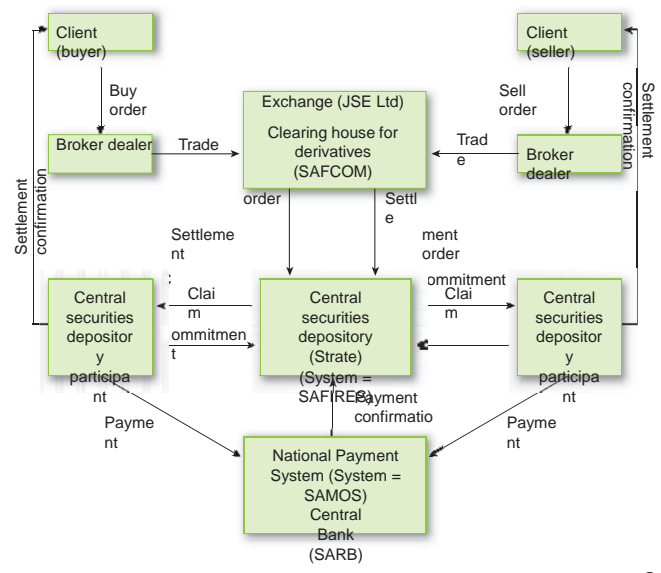 Client
(buyer)
Client
(seller)
Buy
order
Sell
order
Exchange (JSE Ltd)
Clearing house for
derivatives
(SAFCOM)
Broker dealer
Trade
Trad
e
Broker
dealer
Settlement
confirmation
Settlement
confirmation
order
Settl
e
Settleme
nt
ment
order
Central
securities
depositor
y
participa
nt
Clai
m
ommitmen
t
Central
securities
depository
(Strate)
(System =
SAFIRES)
ommitment
Clai
m
Central
securities
depositor
y
participa
nt
Payme
nt
Payment
confirmatio
Payme
nt
National Payment
System (System =
SAMOS)
Central
Bank
(SARB)